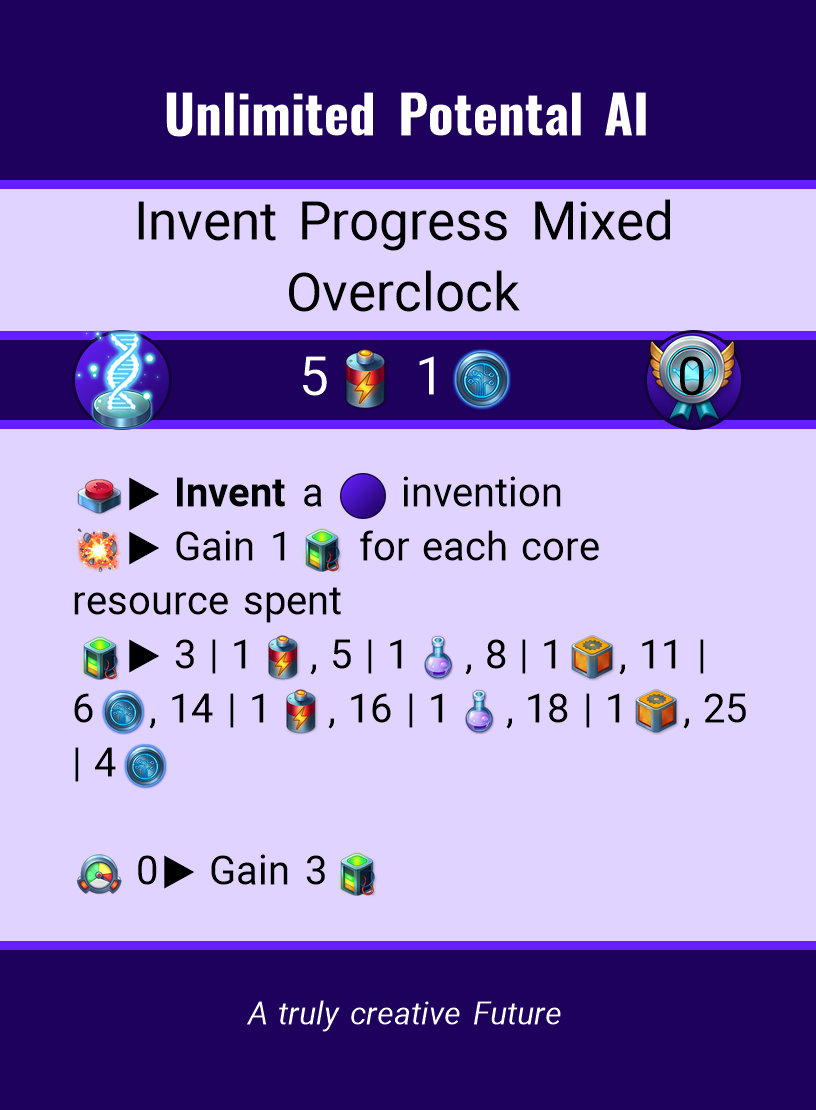 Unlimited Potental AI
Invent Progress Mixed
Overclock
5 1 0
▶ Invent a invention
▶ Gain 1 for each core
resource spent
▶ 3 | 1 , 5 | 1 , 8 | 1 , 11 |
6 , 14 | 1 , 16 | 1 , 18 | 1 , 25
| 4
0▶ Gain 3
A truly creative Future